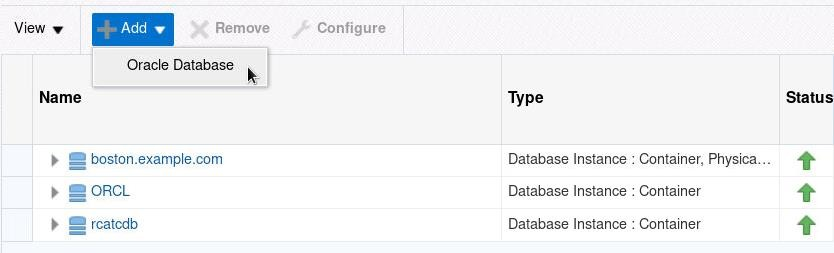 View Add Remove Configure
Oracle Database
Name Type Status
boston.example.com Database Instance : Container, Physica...
ORCL Database Instance : Container
rcatcdb Database Instance : Container